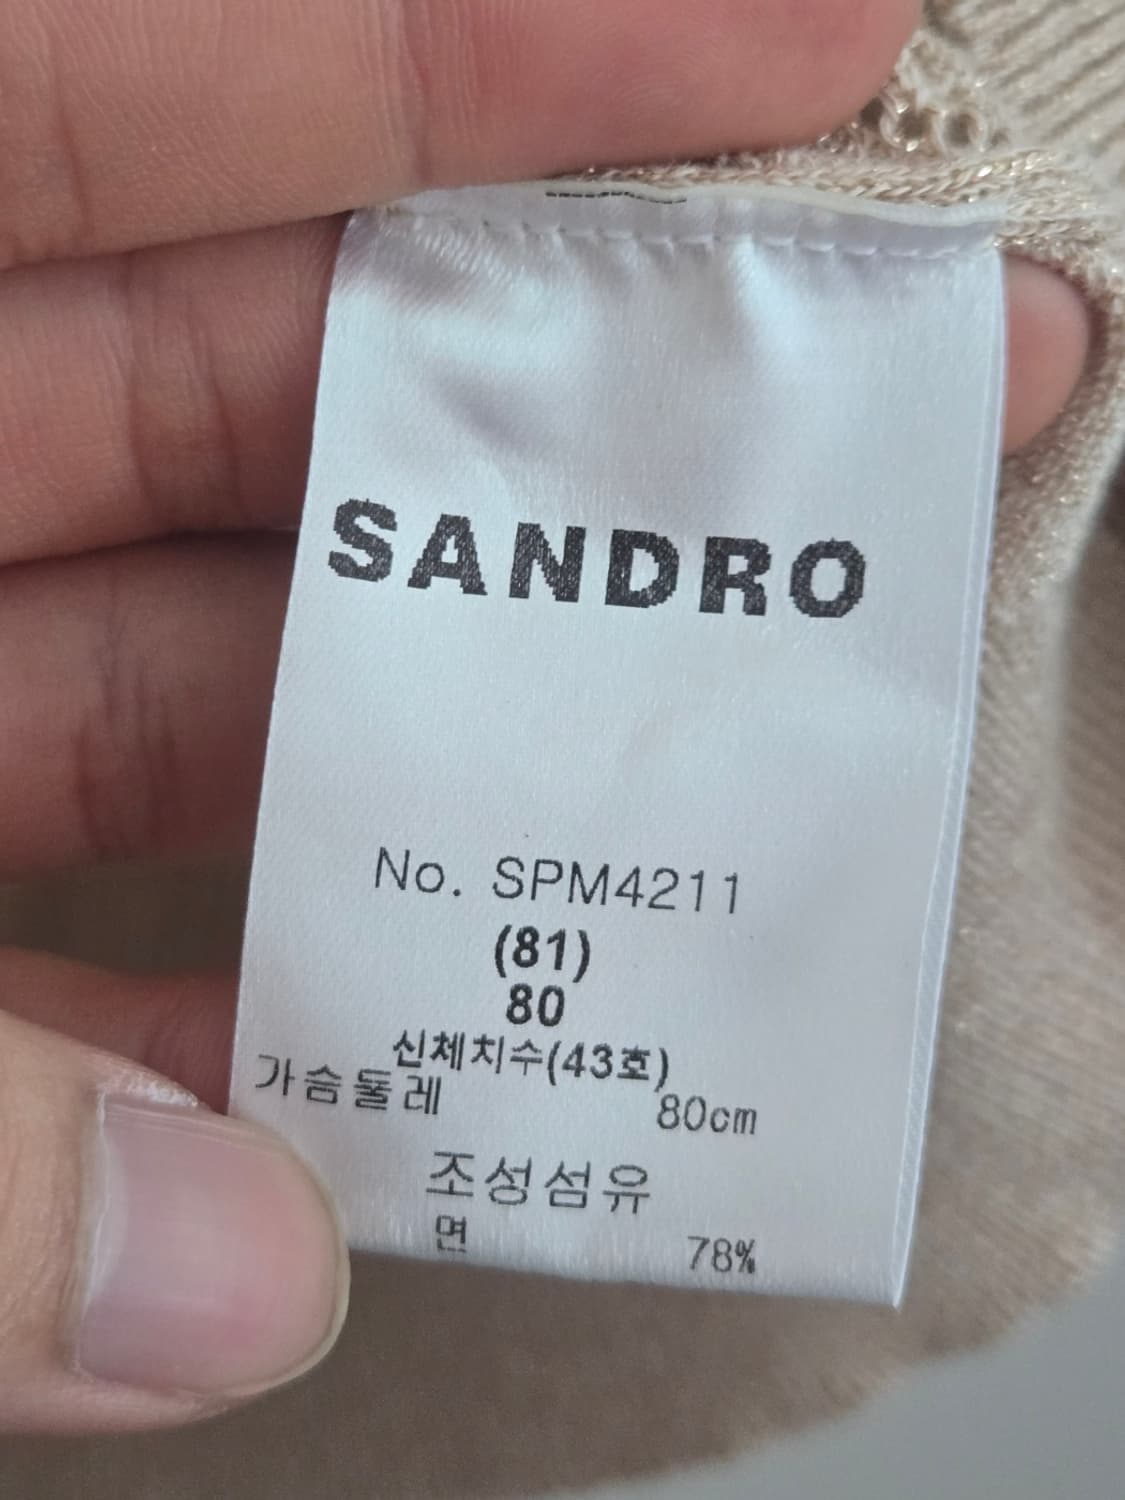 SANDRO
No. SPM4211
(81)
80
신체치수(43호)
가슴둘레 80cm
조성섬유
면 78%